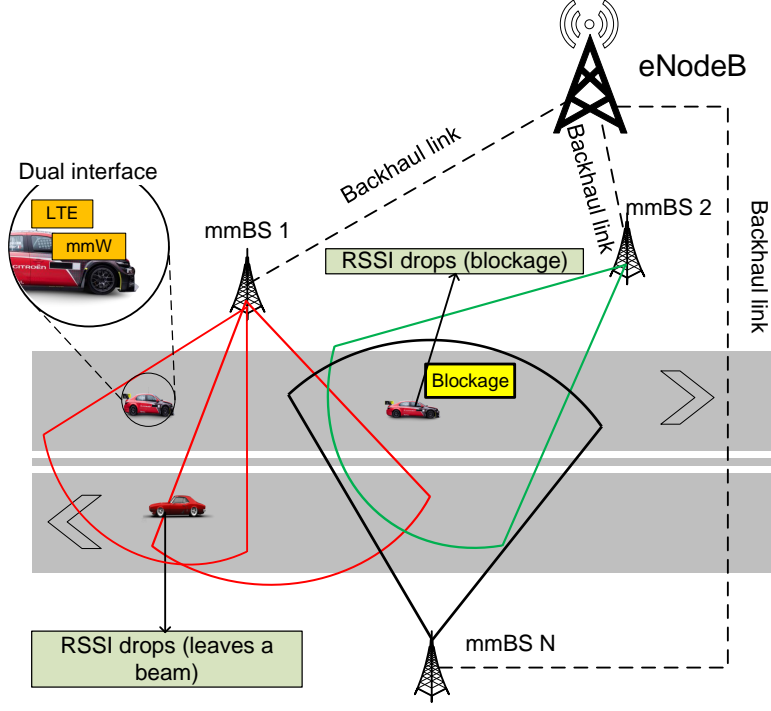 eNodeB
Backhaul link
Backhaul link
Backhaul link
Dual interface
LTE
mmW
CITROËN
mmBS 1
mmBS 2
RSSI drops (blockage)
Blockage
RSSI drops (leaves a
beam)
mmBS N